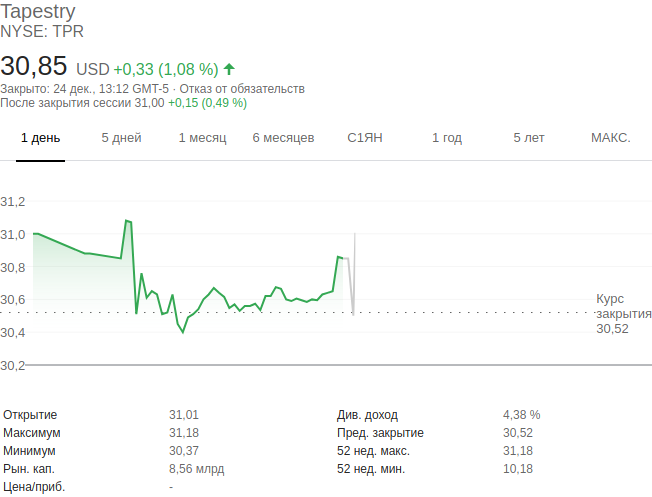 Tapestry
NYSE: TPR
30,85 USD +0,33 (1,08 %)
Закрыто: 24 дек., 13:12 GMT-5 · Отказ от обязательств
После закрытия сессии 31,00 +0,15 (0,49 %)
1 день 5 дней 1 месяц 6 месяцев С1ЯН 1 год 5 лет МАКС.
31,2
31,0
30,8
30,6
30,4
30,2
Курс
закрытия
30,52
Открытие 31,01 Див. доход 4,38 %
Максимум 31,18 Пред. закрытие 30,52
Минимум 30,37 52 нед. макс. 31,18
Рын. кап. 8,56 млрд 52 нед. мин. 10,18
Цена/приб. -